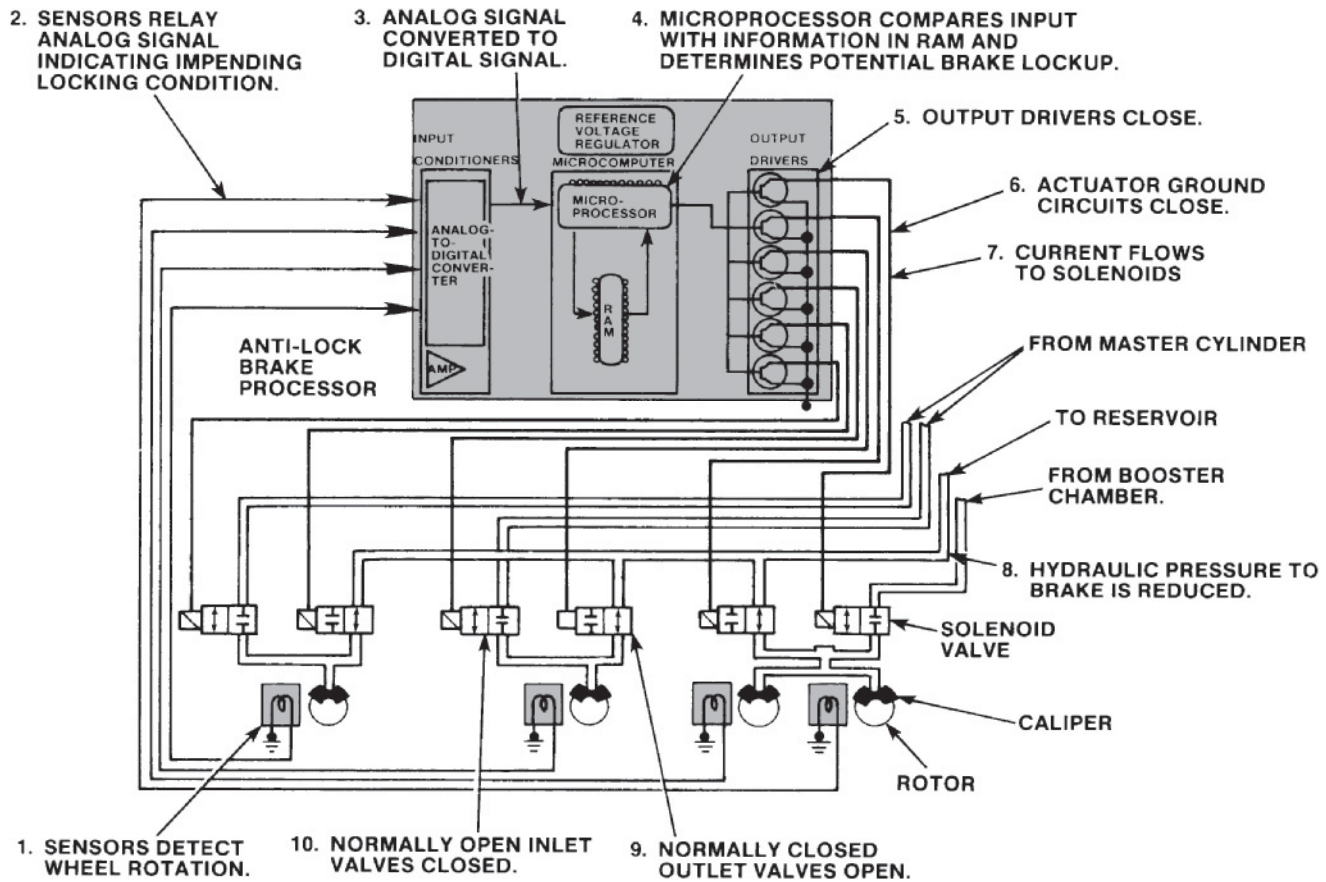 2. SENSORS RELAY
ANALOG SIGNAL
INDICATING IMPENDING
LOCKING CONDITION.
3. ANALOG SIGNAL
CONVERTED TO
DIGITAL SIGNAL.
4. MICROPROCESSOR COMPARES INPUT
WITH INFORMATION IN RAM AND
DETERMINES POTENTIAL BRAKE LOCKUP.
INPUT
CONDITIONERS
REFERENCE
VOLTAGE
REGULATOR
MICROCOMPUTER
OUTPUT
DRIVERS
ANALOG-
TO-
DIGITAL
CONVER-
TER
AMP
MICRO-
PROCESSOR
RAM
ANTI-LOCK
BRAKE
PROCESSOR
5. OUTPUT DRIVERS CLOSE.
6. ACTUATOR GROUND
CIRCUITS CLOSE.
7. CURRENT FLOWS
TO SOLENOIDS
FROM MASTER CYLINDER
TO RESERVOIR
FROM BOOSTER
CHAMBER.
8. HYDRAULIC PRESSURE TO
BRAKE IS REDUCED.
SOLENOID
VALVE
CALIPER
ROTOR
1. SENSORS DETECT
WHEEL ROTATION.
10. NORMALLY OPEN INLET
VALVES CLOSED.
9. NORMALLY CLOSED
OUTLET VALVES OPEN.